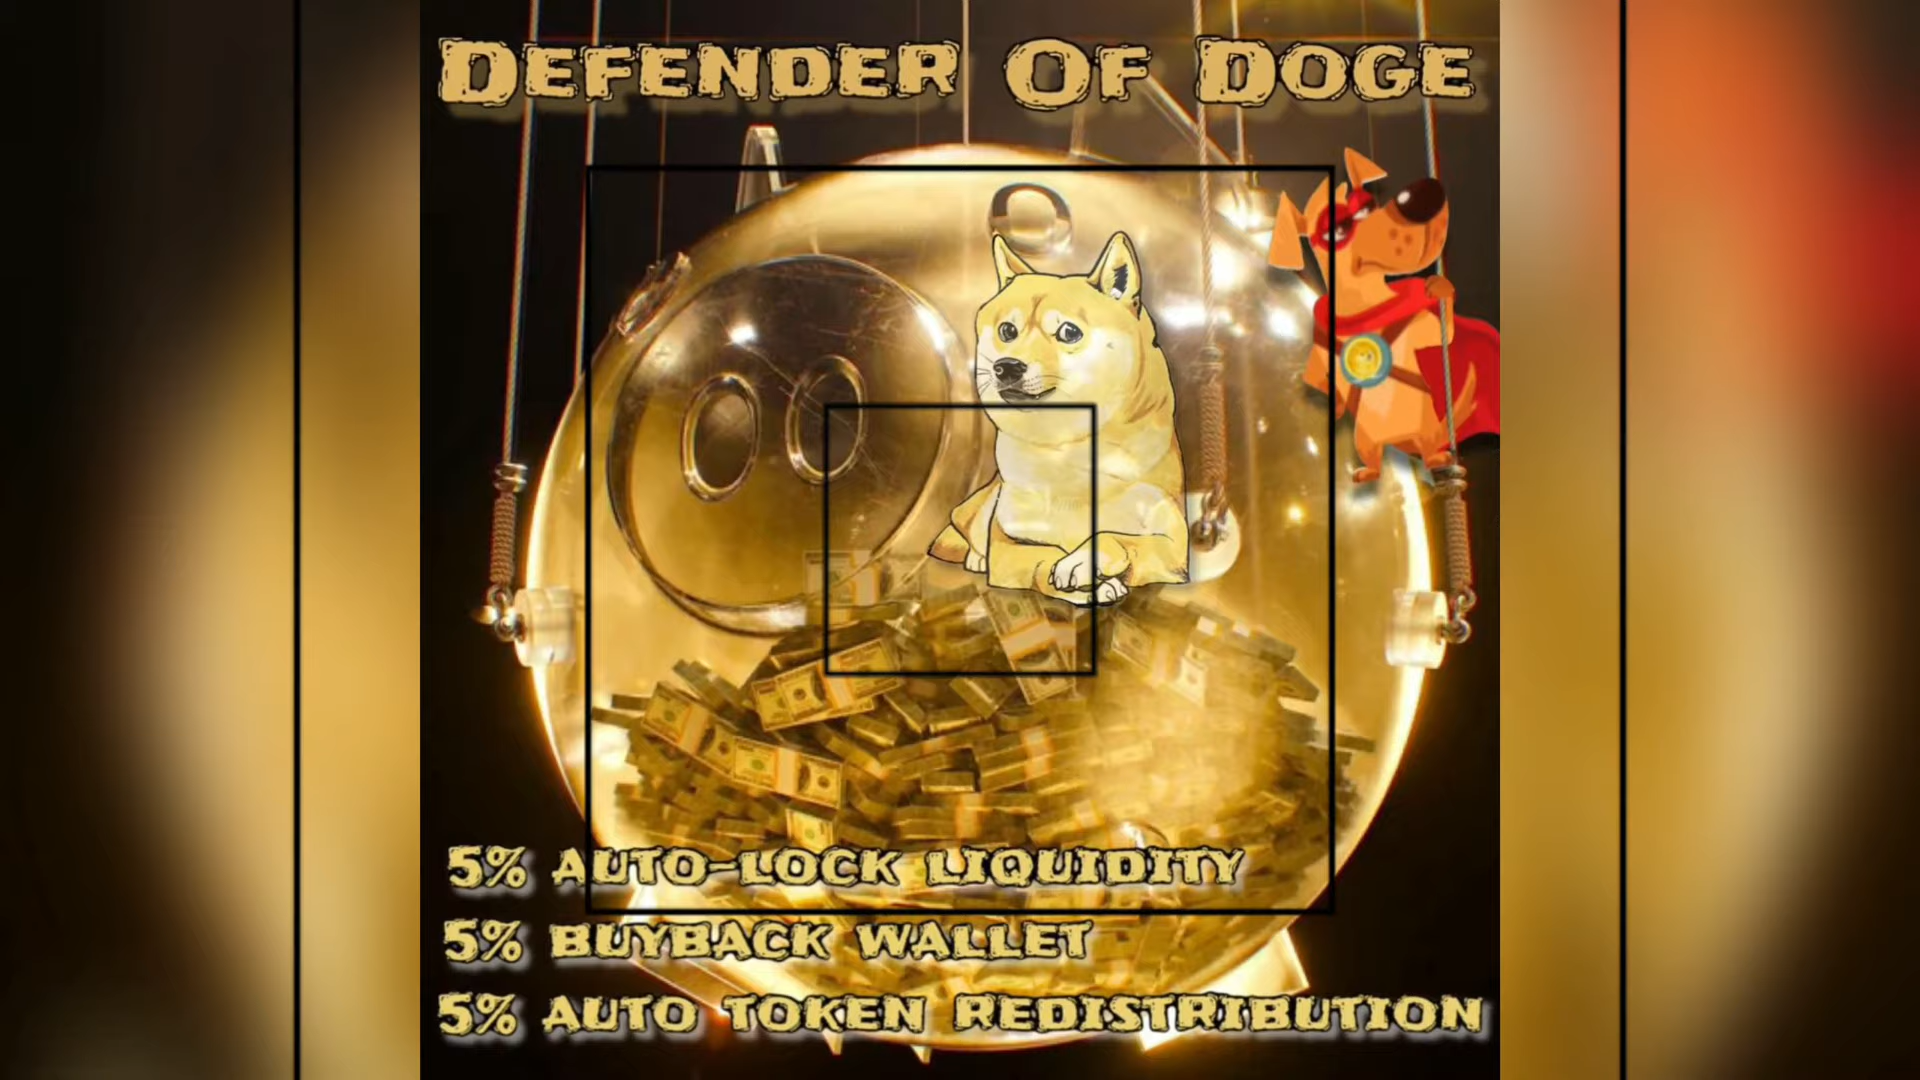 Defender Of Doge
5% Auto-Lock Liquidity
5% Buyback Wallet
5% Auto Token Redistribution